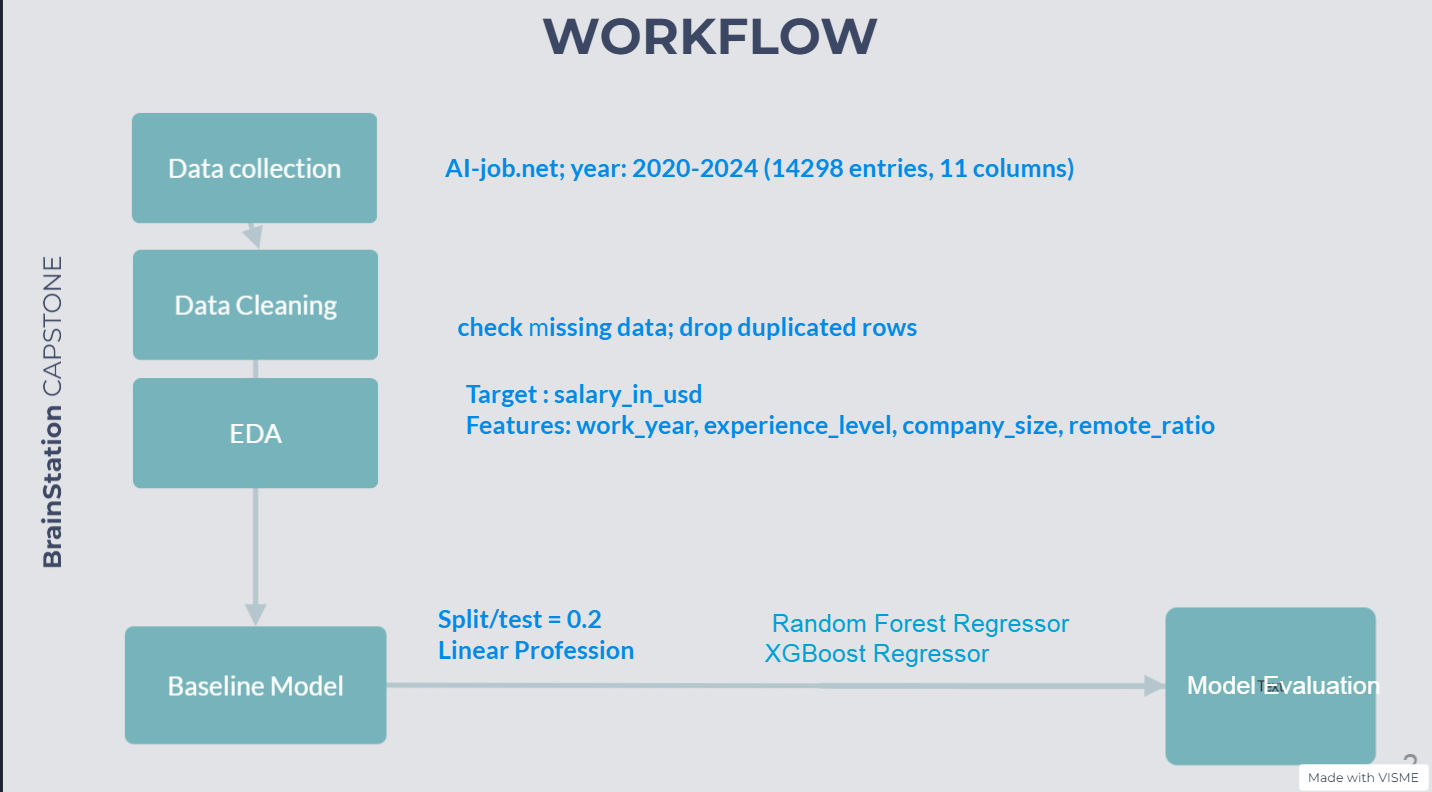 WORKFLOW
Data collection
AI-job.net; year: 2020-2024 (14298 entries, 11 columns)
BrainStation CAPSTONE
Data Cleaning
check missing data; drop duplicated rows
EDA
Target : salary_in_usd
Features: work_year, experience_level, company_size, remote_ratio
Baseline Model
Split/test = 0.2
Linear Profession
Random Forest Regressor
XGBoost Regressor
Model Evaluation
2
Made with VISME